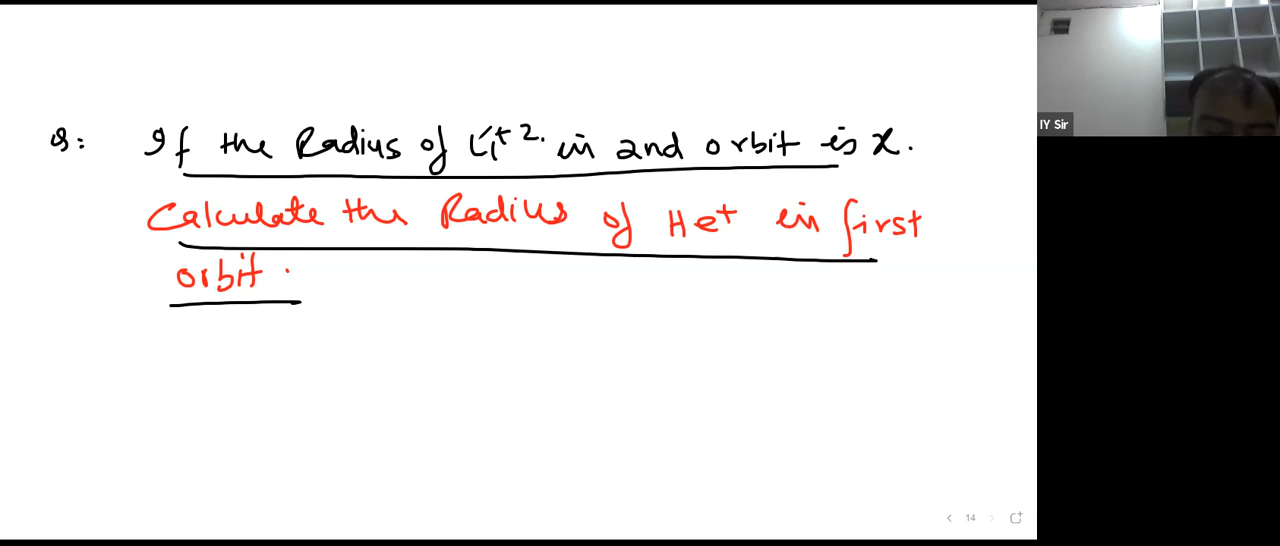 Q: If the Radius of Li+2. in 2nd orbit is x.
Calculate the Radius of He+ in first
orbit.
IY Sir
14